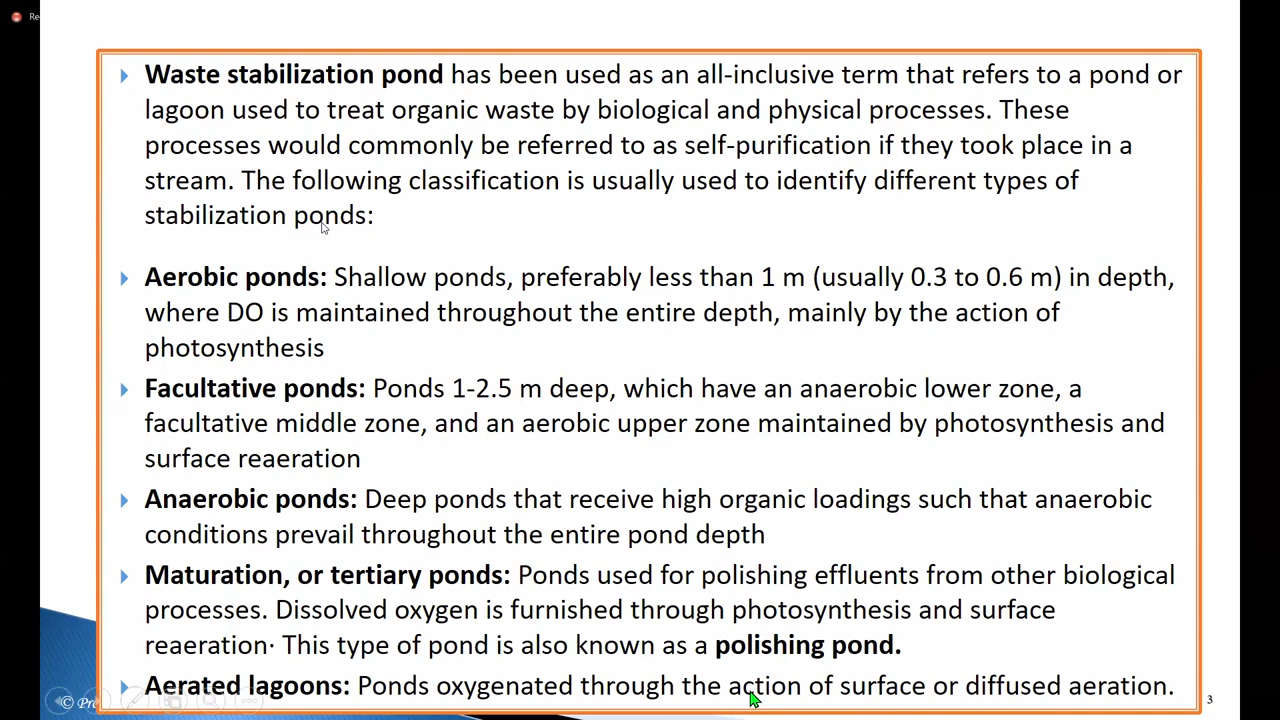 Re
Waste stabilization pond has been used as an all-inclusive term that refers to a pond or
lagoon used to treat organic waste by biological and physical processes. These
processes would commonly be referred to as self-purification if they took place in a
stream. The following classification is usually used to identify different types of
stabilization ponds:
Aerobic ponds: Shallow ponds, preferably less than 1 m (usually 0.3 to 0.6 m) in depth,
where DO is maintained throughout the entire depth, mainly by the action of
photosynthesis
Facultative ponds: Ponds 1-2.5 m deep, which have an anaerobic lower zone, a
facultative middle zone, and an aerobic upper zone maintained by photosynthesis and
surface reaeration
Anaerobic ponds: Deep ponds that receive high organic loadings such that anaerobic
conditions prevail throughout the entire pond depth
Maturation, or tertiary ponds: Ponds used for polishing effluents from other biological
processes. Dissolved oxygen is furnished through photosynthesis and surface
reaeration· This type of pond is also known as a polishing pond.
Aerated lagoons: Ponds oxygenated through the action of surface or diffused aeration.
© Pro
3